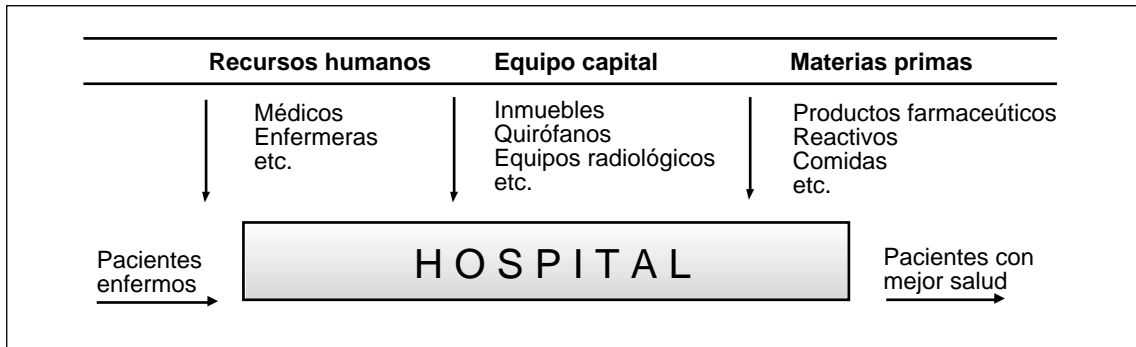 Recursos humanos Equipo capital Materias primas
Médicos
Enfermeras
etc.
Inmuebles
Quirófanos
Equipos radiológicos
etc.
Productos farmaceúticos
Reactivos
Comidas
etc.
Pacientes
enfermos
HOSPITAL
Pacientes con
mejor salud